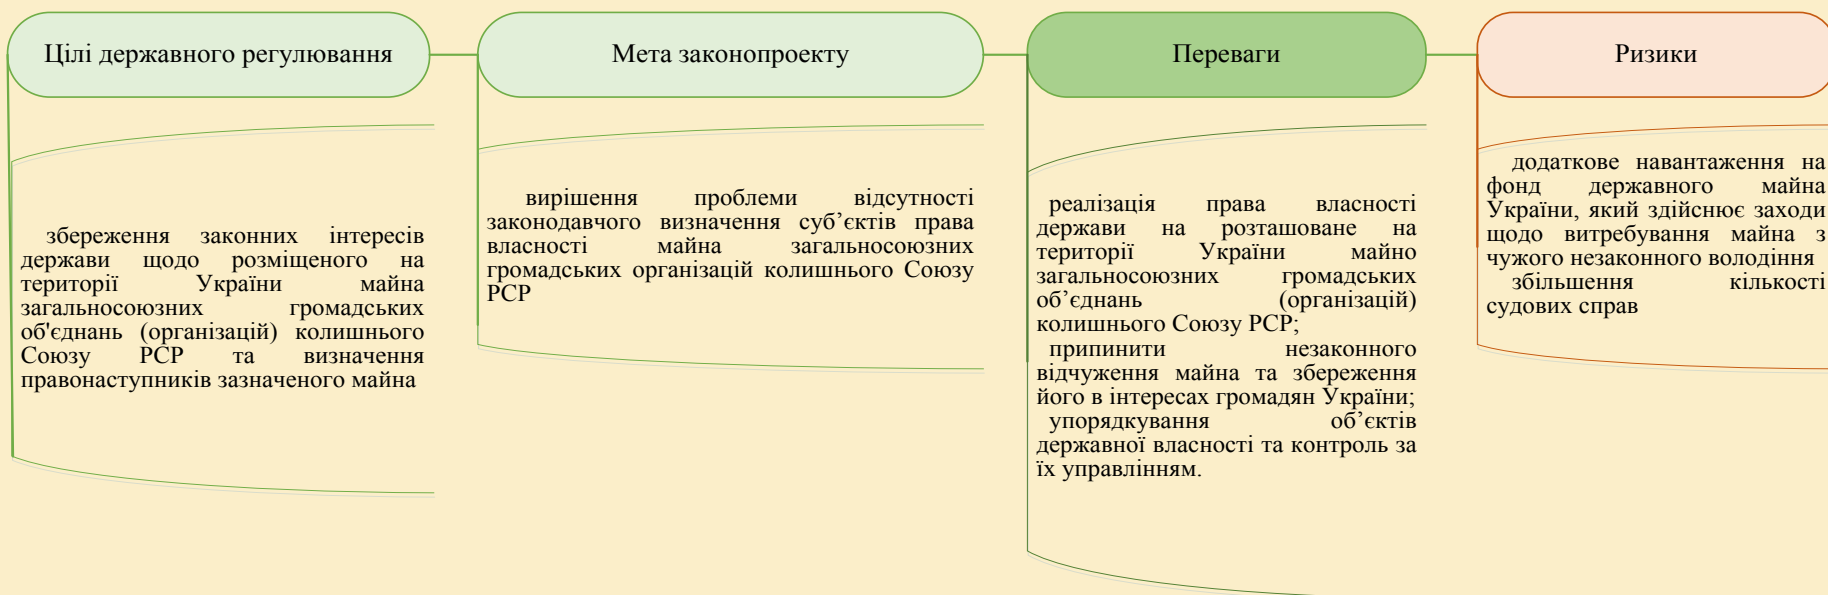 Цілі державного регулювання
збереження законних інтересів
держави щодо розміщеного на
території України майна
загальносоюзних громадських
об'єднань (організацій) колишнього
Союзу РСР та визначення
правонаступників зазначеного майна
Мета законопроекту
вирішення проблеми відсутності
законодавчого визначення суб’єктів права
власності майна загальносоюзних
громадських організацій колишнього Союзу
РСР
Переваги
реалізація права власності
держави на розташоване на
території України майно
загальносоюзних громадських
об’єднань (організацій)
колишнього Союзу РСР;
припинити незаконного
відчуження майна та збереження
його в інтересах громадян України;
упорядкування об’єктів
державної власності та контроль за
їх управлінням.
Ризики
додаткове навантаження на
фонд державного майна
України, який здійснює заходи
щодо витребування майна з
чужого незаконного володіння
збільшення кількості
судових справ